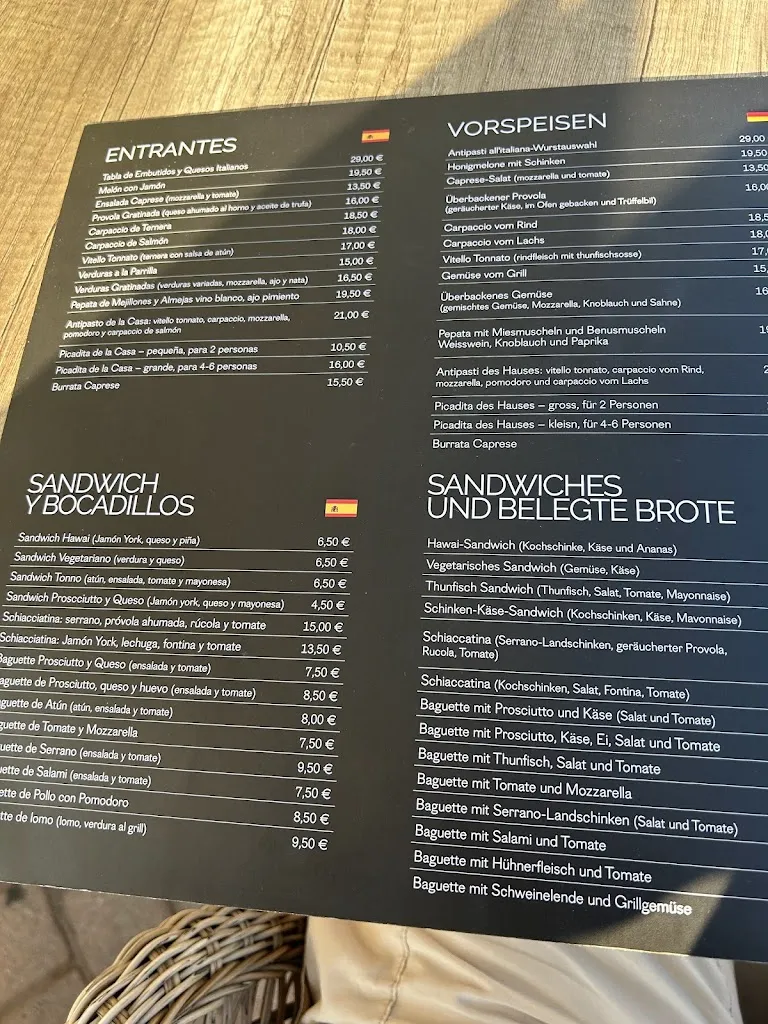 ENTRANTES
Tabla de Embutidos y Quesos Italianos 29,00 €
Melón con Jamón 19,50 €
Ensalada Caprese (mozzarella y tomate) 13,50 €
Provola Gratinada (queso ahumado al horno y aceite de trufa) 16,00 €
Carpaccio de Ternera 18,50 €
Carpaccio de Salmón 18,00 €
Vitello Tonnato (ternera con salsa de atún) 17,00 €
Verduras a la Parrilla 15,00 €
Verduras Gratinadas (verduras variadas, mozzarella, ajo y nata) 16,50 €
Pepata de Mejillones y Almejas vino blanco, ajo pimiento 19,50 €
Antipasto de la Casa: vitello tonnato, carpaccio, mozzarella, 21,00 €
pomodoro y carpaccio de salmón
Picadita de la Casa – pequeña, para 2 personas 10,50 €
Picadita de la Casa – grande, para 4-6 personas 16,00 €
Burrata Caprese 15,50 €
SANDWICH
Y BOCADILLOS
Sandwich Hawai (Jamón York, queso y piña) 6,50 €
Sandwich Vegetariano (verdura y queso) 6,50 €
Sandwich Tonno (atún, ensalada, tomate y mayonesa) 6,50 €
Sandwich Proscciutto y Queso (Jamón york, queso y mayonesa) 4,50 €
Schiacciatina: serrano, próvola ahumada, rúcola y tomate 15,00 €
Schiacciatina: Jamón York, lechuga, fontina y tomate 13,50 €
Baguette Prosciutto y Queso (ensalada y tomate) 7,50 €
aguette de Prosciutto, queso y huevo (ensalada y tomate) 8,50 €
guette de Atún (atún, ensalada y tomate) 8,00 €
guette de Tomate y Mozzarella 7,50 €
uette de Serrano (ensalada y tomate) 9,50 €
uette de Salami (ensalada y tomate) 7,50 €
ette de Pollo con Pomodoro 8,50 €
tte de lomo (lomo, verdura al grill) 9,50 €
VORSPEISEN
Antipasti all'italiana-Wurstauswahl 29,00
Honigmelone mit Schinken 19,50
Caprese-Salat (mozzarella und tomate) 13,50
Überbackener Provola 16,00
(geräucherter Käse, im Ofen gebacken und Trüffelbil)
Carpaccio vom Rind 18,5
Carpaccio vom Lachs 18,0
Vitello Tonnato (rindfleisch mit thunfischsosse) 17,
Gemüse vom Grill 15,
Überbackenes Gemüse 16
(gemischtes Gemüse, Mozzarella, Knoblauch und Sahne)
Pepata mit Miesmuscheln und Benusmuscheln 19
Weisswein, Knoblauch und Paprika
Antipasti des Hauses: vitello tonnato, carpaccio vom Rind, 2
mozzarella, pomodoro und carpaccio vom Lachs
Picadita des Hauses – gross, für 2 Personen
Picadita des Hauses – kleisn, für 4-6 Personen
Burrata Caprese
SANDWICHES
UND BELEGTE BROTE
Hawai-Sandwich (Kochschinke, Käse und Ananas)
Vegetarisches Sandwich (Gemüse, Käse)
Thunfisch Sandwich (Thunfisch, Salat, Tomate, Mayonnaise)
Schinken-Käse-Sandwich (Kochschinken, Käse, Mavonnaise)
Schiaccatina (Serrano-Landschinken, geräucherter Provola,
Rucola, Tomate)
Schiaccatina (Kochschinken, Salat, Fontina, Tomate)
Baguette mit Prosciutto und Käse (Salat und Tomate)
Baguette mit Prosciutto, Käse, Ei, Salat und Tomate
Baguette mit Thunfisch, Salat und Tomate
Baguette mit Tomate und Mozzarella
Baguette mit Serrano-Landschinken (Salat und Tomate)
Baguette mit Salami und Tomate
Baguette mit Hühnerfleisch und Tomate
Baguette mit Schweinelende und Grillgemüse